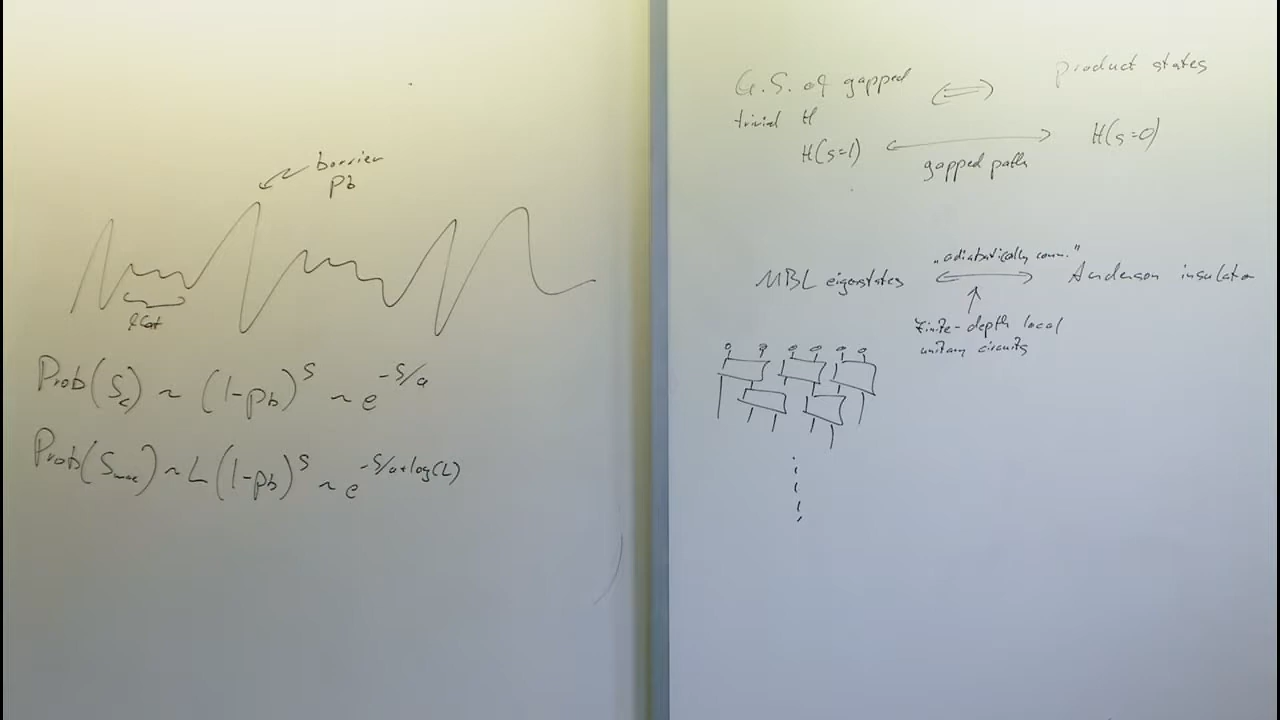 barrier
pb
ξloc
Prob(Sc) ~ (1-pb)^S ~ e^{-S/a}
Prob(Smax) ~ L(1-pb)^S ~ e^{-S/a+log(L)}
G.S. of gapped ⟺ product states
trivial H
H(s=1) ⟷ H(s=0)
gapped path
"adiabatically conn."
MBL eigenstates ⟷ Anderson insulator
Finite-depth local
unitary circuits